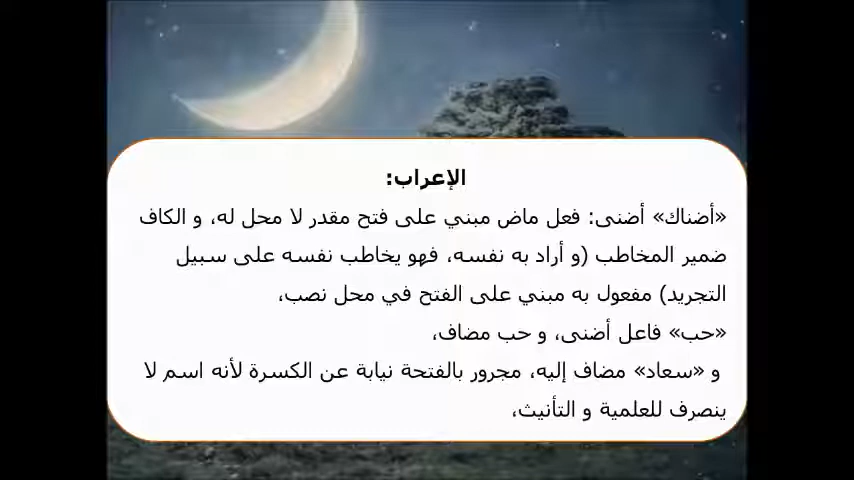 الإعراب:
«أضناك» أضنى: فعل ماض مبني على فتح مقدر لا محل له، و الكاف
ضمير المخاطب (و أراد به نفسه، فهو يخاطب نفسه على سبيل
التجريد) مفعول به مبني على الفتح في محل نصب،
«حب» فاعل أضنى، و حب مضاف،
و «سعاد» مضاف إليه، مجرور بالفتحة نيابة عن الكسرة لأنه اسم لا
ينصرف للعلمية و التأنيث،